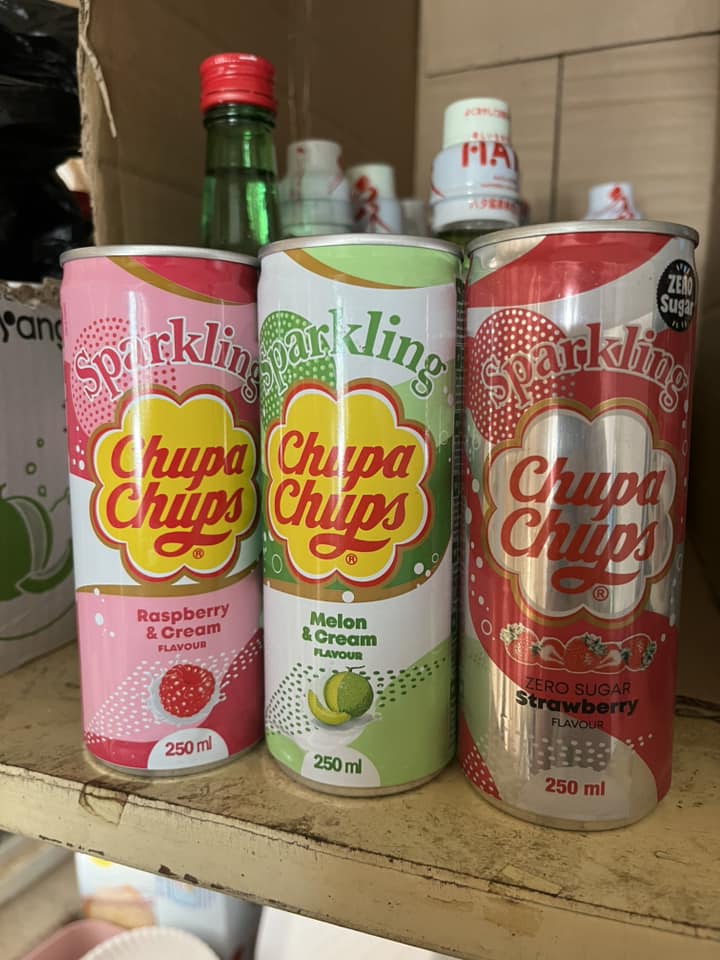 Sparkling
Chupa
Chups
®
Raspberry
& Cream
FLAVOUR
250 ml
Sparkling
Chupa
Chups
®
Melon
& Cream
FLAVOUR
250 ml
ZERO
Sugar
Sparkling
Chupa
Chups
®
ZERO SUGAR
Strawberry
FLAVOUR
250 ml